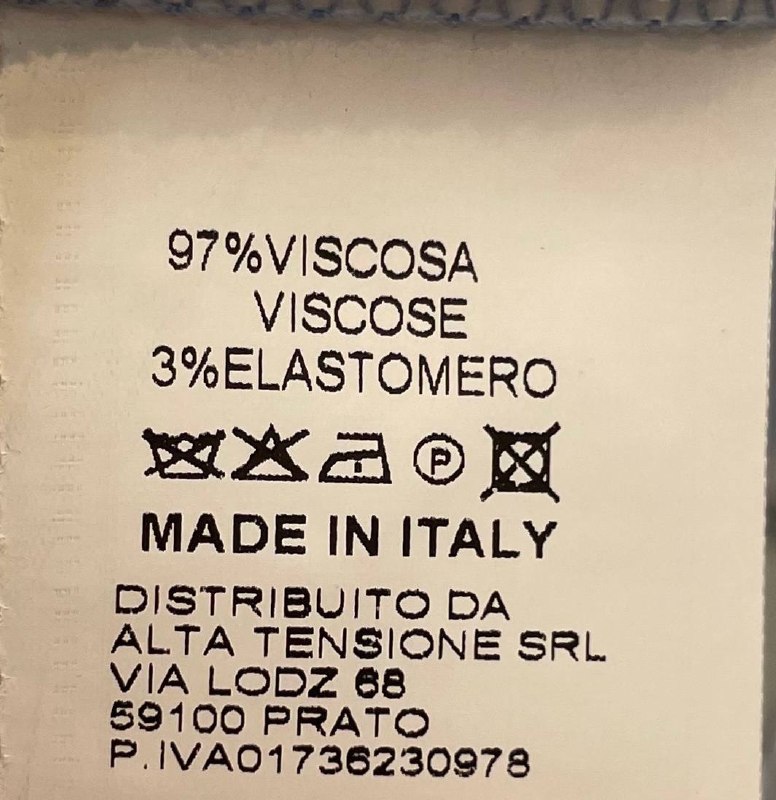 97%VISCOSA
VISCOSE
3%ELASTOMERO
P
MADE IN ITALY
DISTRIBUITO DA
ALTA TENSIONE SRL
VIA LODZ 68
59100 PRATO
P.IVA01736230978